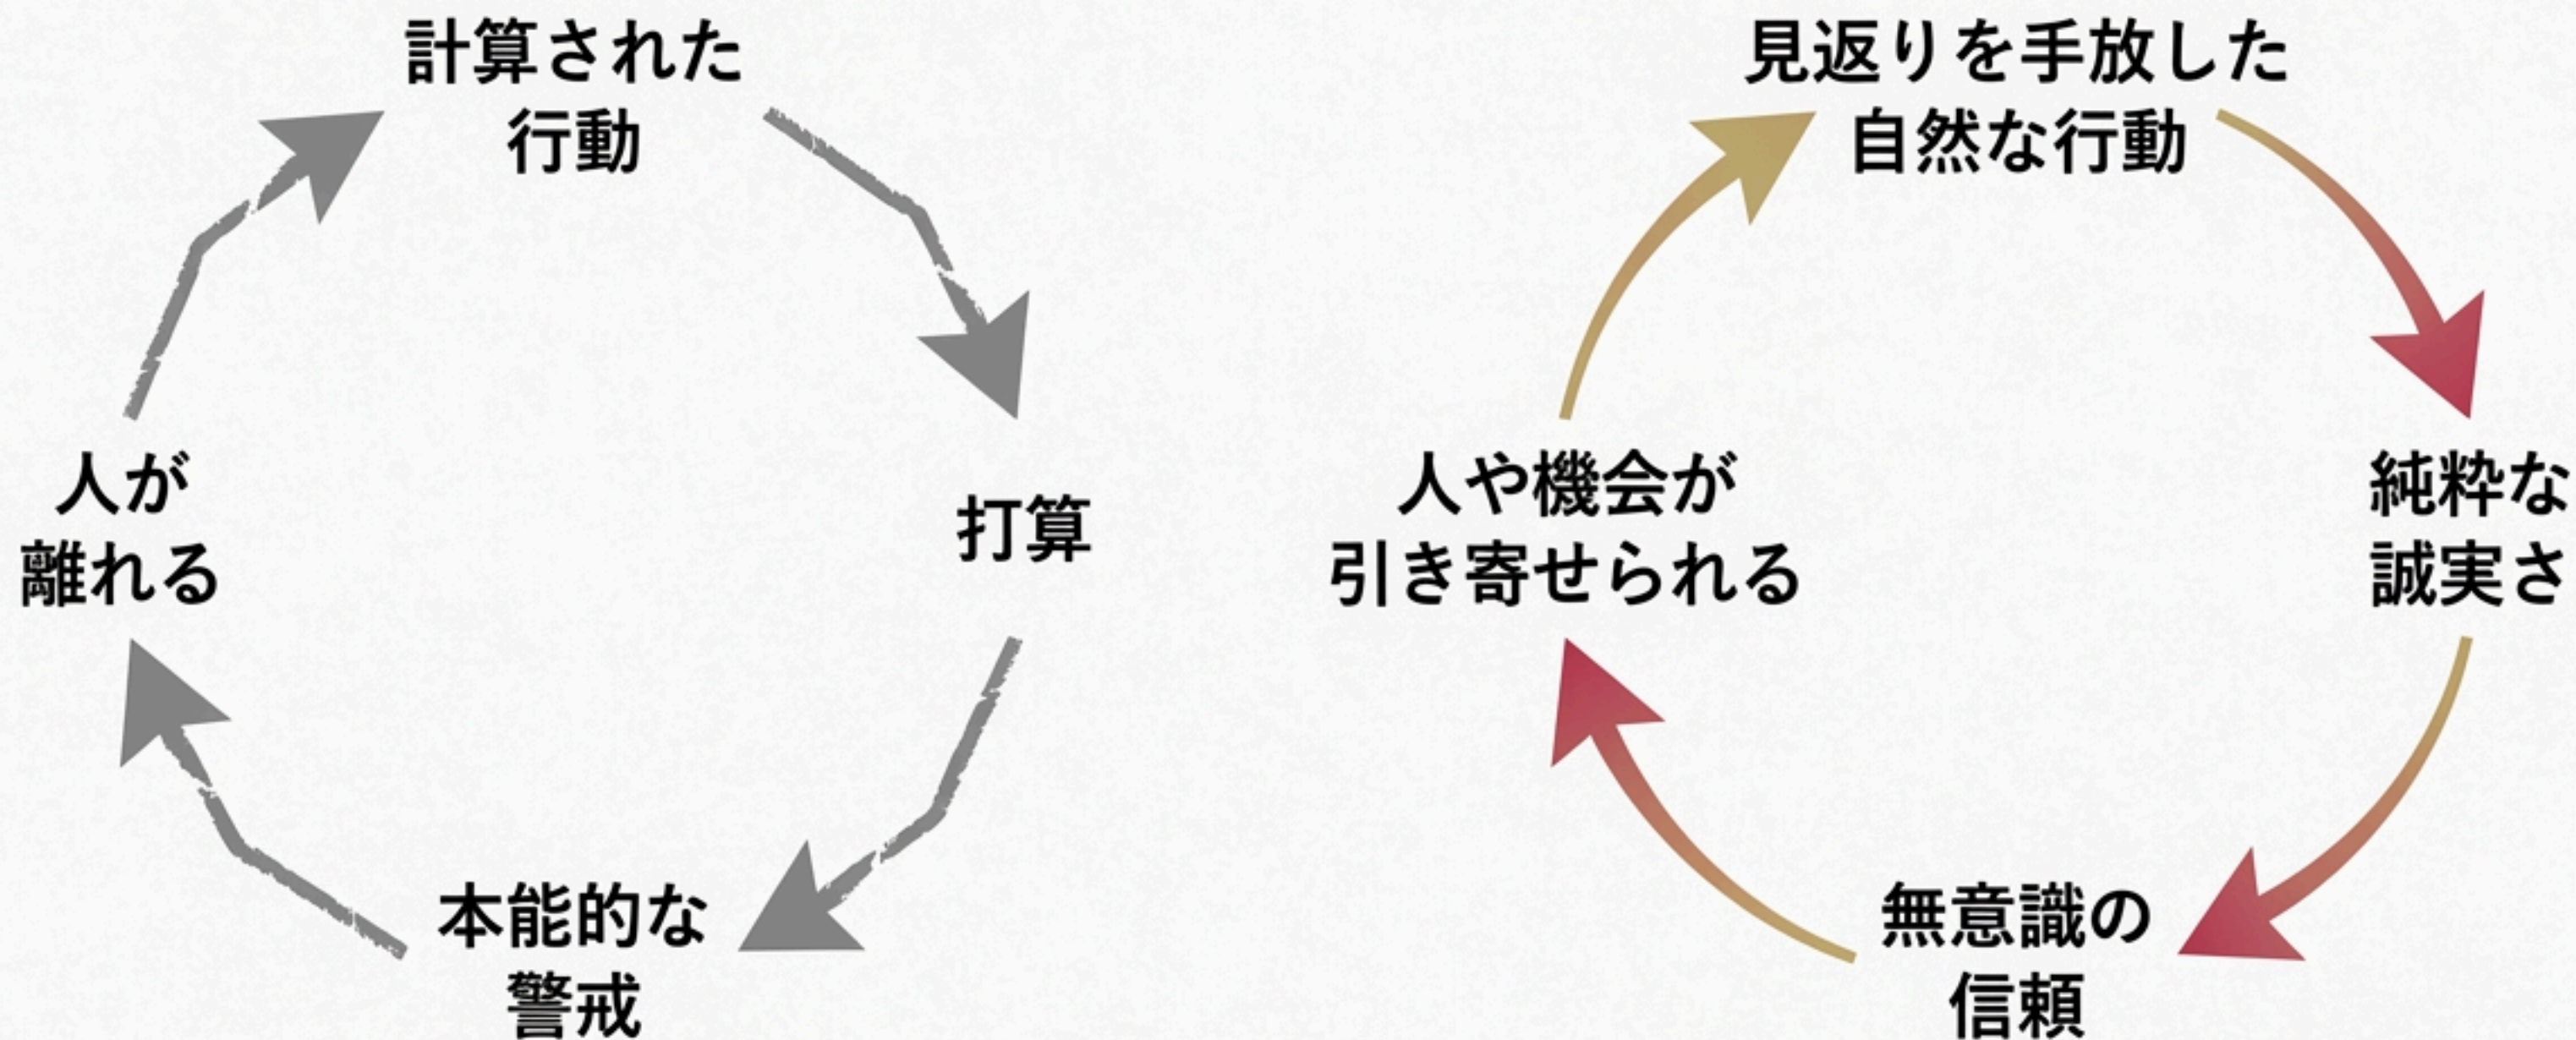 計算された
行動
打算
本能的な
警戒
人が
離れる
見返りを手放した
自然な行動
純粋な
誠実さ
無意識の
信頼
人や機会が
引き寄せられる